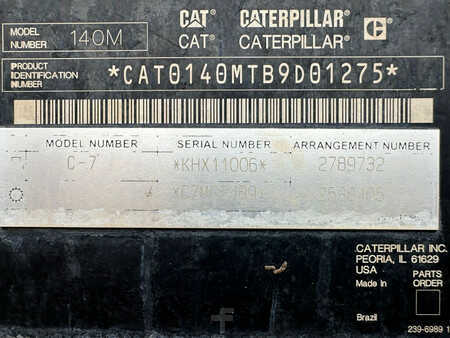 MODEL NUMBER 140M
CAT CATERPILLAR C
CAT® CATERPILLAR®
PRODUCT IDENTIFICATION NUMBER
*CAT0140MTB9D01275*
MODEL NUMBER SERIAL NUMBER ARRANGEMENT NUMBER
C-7 *KHX11006* 2789732
CATERPILLAR INC.
PEORIA, IL 61629
USA
Made in
PARTS ORDER
Brazil
239-6989 1